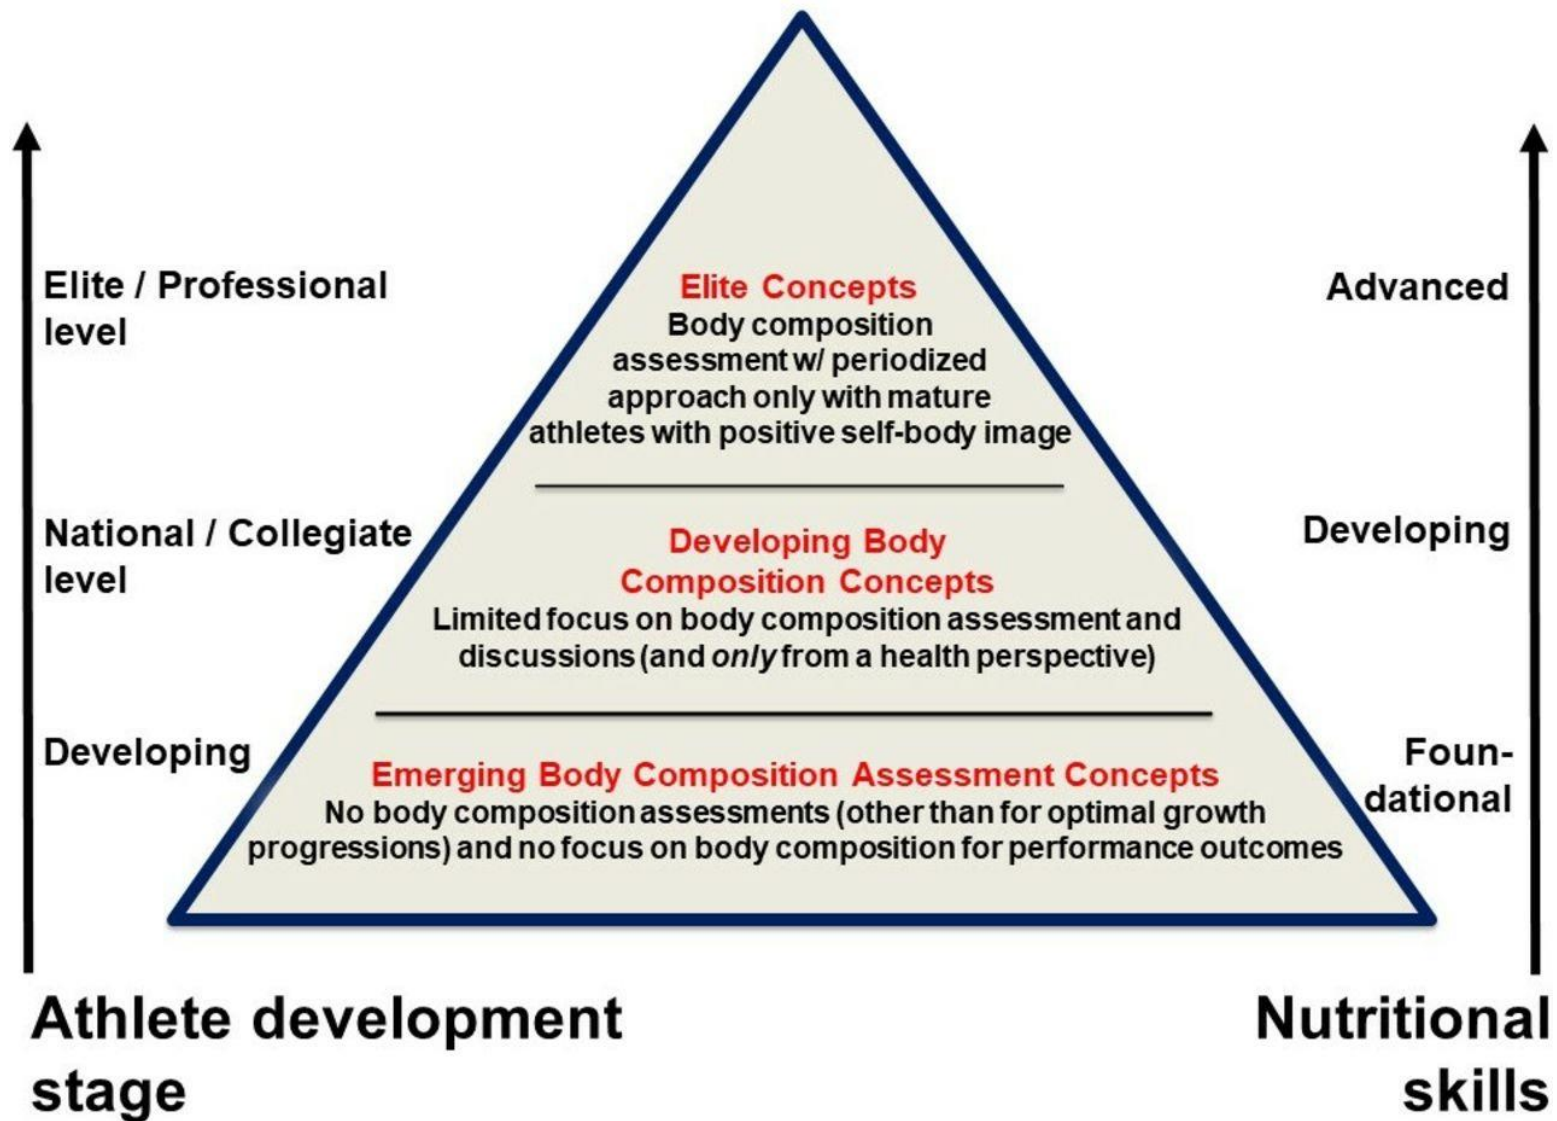 Elite / Professional
level
National / Collegiate
level
Developing
Elite Concepts
Body composition
assessment w/ periodized
approach only with mature
athletes with positive self-body image
Developing Body
Composition Concepts
Limited focus on body composition assessment and
discussions (and only from a health perspective)
Emerging Body Composition Assessment Concepts
No body composition assessments (other than for optimal growth
progressions) and no focus on body composition for performance outcomes
Advanced
Developing
Foun-
dational
Athlete development
stage
Nutritional
skills